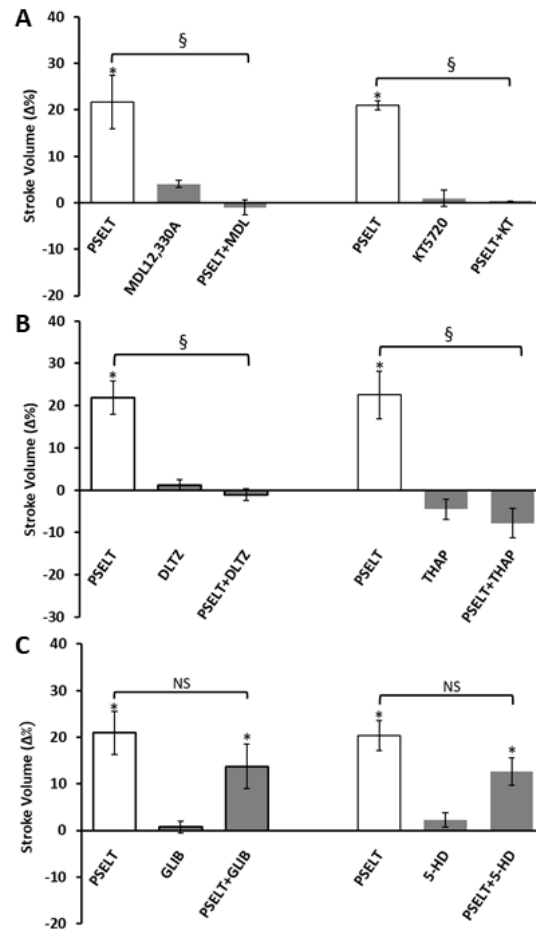 A
Stroke Volume (Δ%)
40
30
20
10
0
-10
-20
§
§
*
*
PSELT
MDL12,330A
PSELT+MDL
PSELT
KT5720
PSELT+KT
B
Stroke Volume (Δ%)
40
30
20
10
0
-10
-20
-30
§
§
*
*
PSELT
DLTZ
PSELT+DLTZ
PSELT
THAP
PSELT+THAP
C
Stroke Volume (Δ%)
40
30
20
10
0
-10
-20
NS
NS
*
*
*
*
PSELT
GLIB
PSELT+GLIB
PSELT
5-HD
PSELT+5-HD